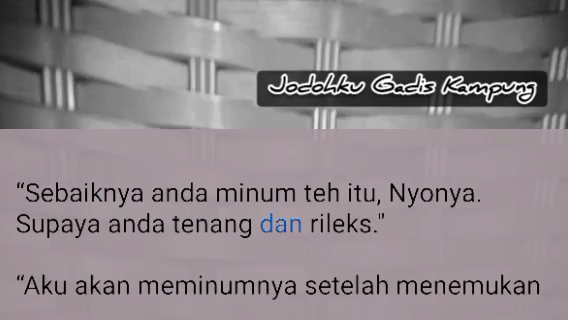 Jodohku Gadis Kampung
“Sebaiknya anda minum teh itu, Nyonya.
Supaya anda tenang dan rileks."
“Aku akan meminumnya setelah menemukan